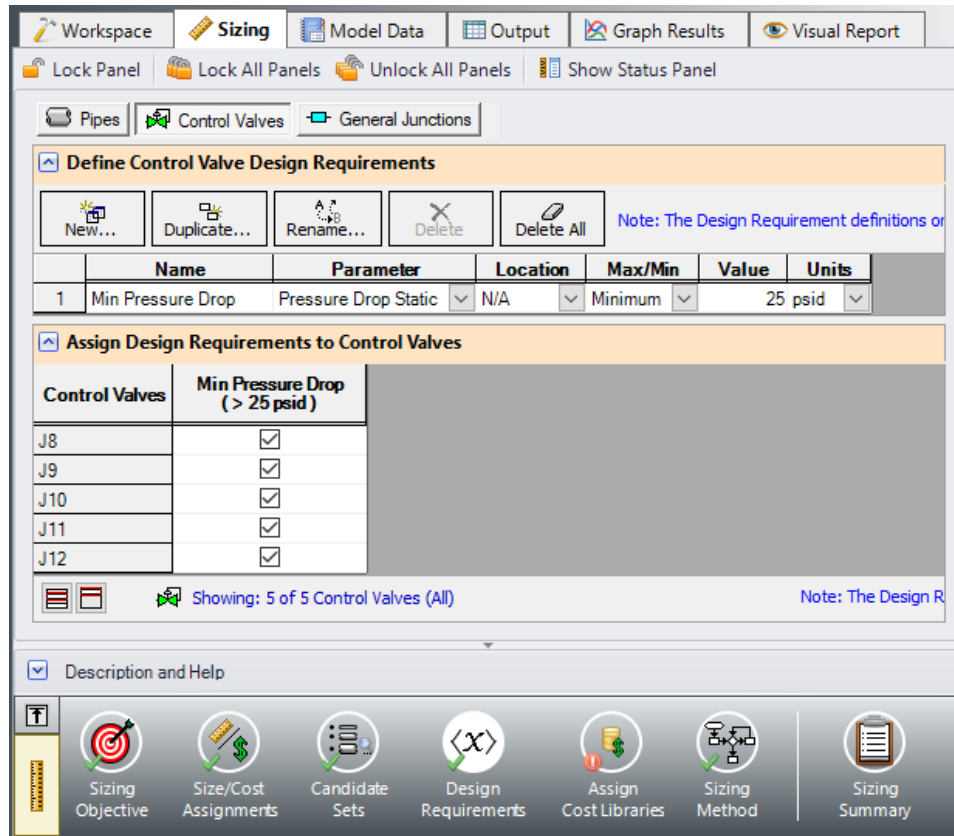 Workspace Sizing Model Data Output Graph Results Visual Report
Lock Panel Lock All Panels Unlock All Panels Show Status Panel
Pipes Control Valves General Junctions
Define Control Valve Design Requirements
New... Duplicate... Rename... Delete Delete All Note: The Design Requirement definitions or
Name Parameter Location Max/Min Value Units
1 Min Pressure Drop Pressure Drop Static N/A Minimum 25 psid
Assign Design Requirements to Control Valves
Control Valves Min Pressure Drop
( > 25 psid )
J8
J9
J10
J11
J12
Showing: 5 of 5 Control Valves (All) Note: The Design R
Description and Help
Sizing Size/Cost Candidate Design Assign Sizing Sizing
Objective Assignments Sets Requirements Cost Libraries Method Summary